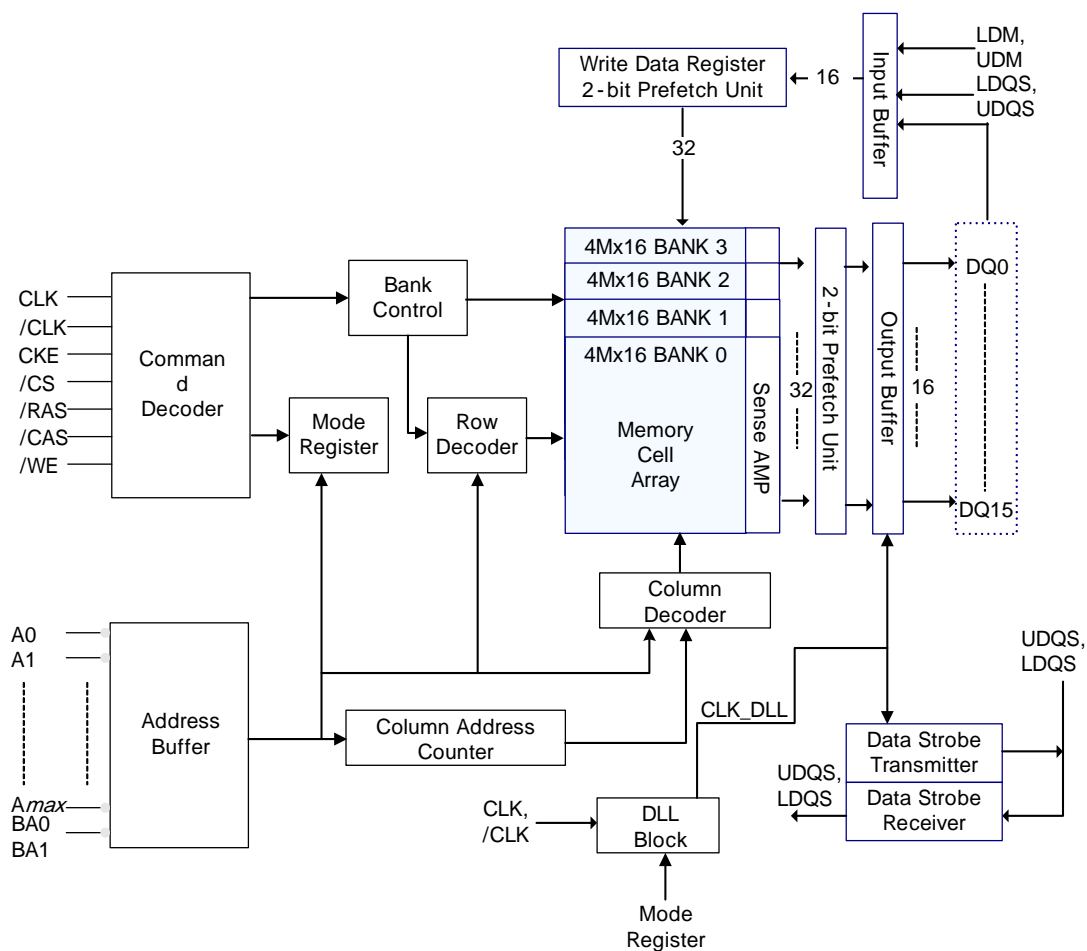 LDM,
UDM
LDQS,
UDQS
Input Buffer
16
Write Data Register
2-bit Prefetch Unit
32
4Mx16 BANK 3
4Mx16 BANK 2
4Mx16 BANK 1
4Mx16 BANK 0
Memory
Cell
Array
Sense AMP
32
2-bit Prefetch Unit
Output Buffer
16
DQ0
DQ15
Bank
Control
CLK
/CLK
CKE
/CS
/RAS
/CAS
/WE
Comman
d
Decoder
Mode
Register
Row
Decoder
Column
Decoder
A0
A1
Amax
BA0
BA1
Address
Buffer
Column Address
Counter
CLK_DLL
UDQS,
LDQS
Data Strobe
Transmitter
Data Strobe
Receiver
UDQS,
LDQS
CLK,
/CLK
DLL
Block
Mode
Register